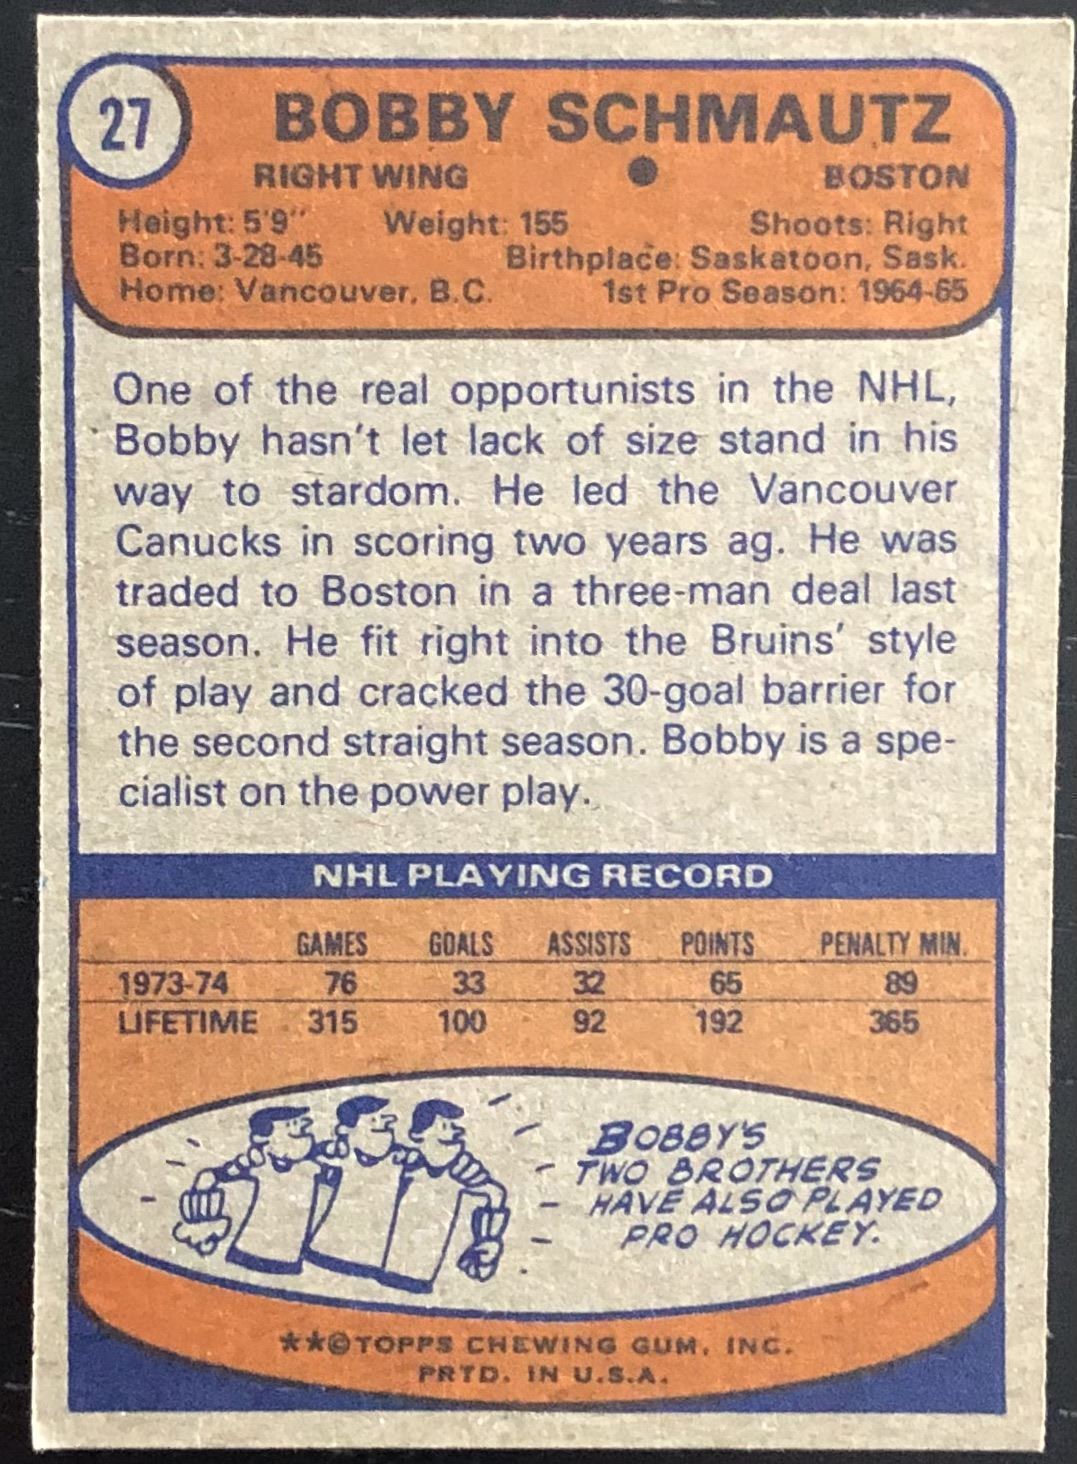 27
BOBBY SCHMAUTZ
RIGHT WING ● BOSTON
Height: 5'9" Weight: 155 Shoots: Right
Born: 3-28-45 Birthplace: Saskatoon, Sask.
Home: Vancouver, B.C. 1st Pro Season: 1964-65
One of the real opportunists in the NHL,
Bobby hasn't let lack of size stand in his
way to stardom. He led the Vancouver
Canucks in scoring two years ag. He was
traded to Boston in a three-man deal last
season. He fit right into the Bruins' style
of play and cracked the 30-goal barrier for
the second straight season. Bobby is a spe-
cialist on the power play.
NHL PLAYING RECORD
GAMES GOALS ASSISTS POINTS PENALTY MIN.
1973-74 76 33 32 65 89
LIFETIME 315 100 92 192 365
BOBBY'S
TWO BROTHERS
HAVE ALSO PLAYED
PRO HOCKEY.
**©TOPPS CHEWING GUM, INC.
PRTD. IN U.S.A.